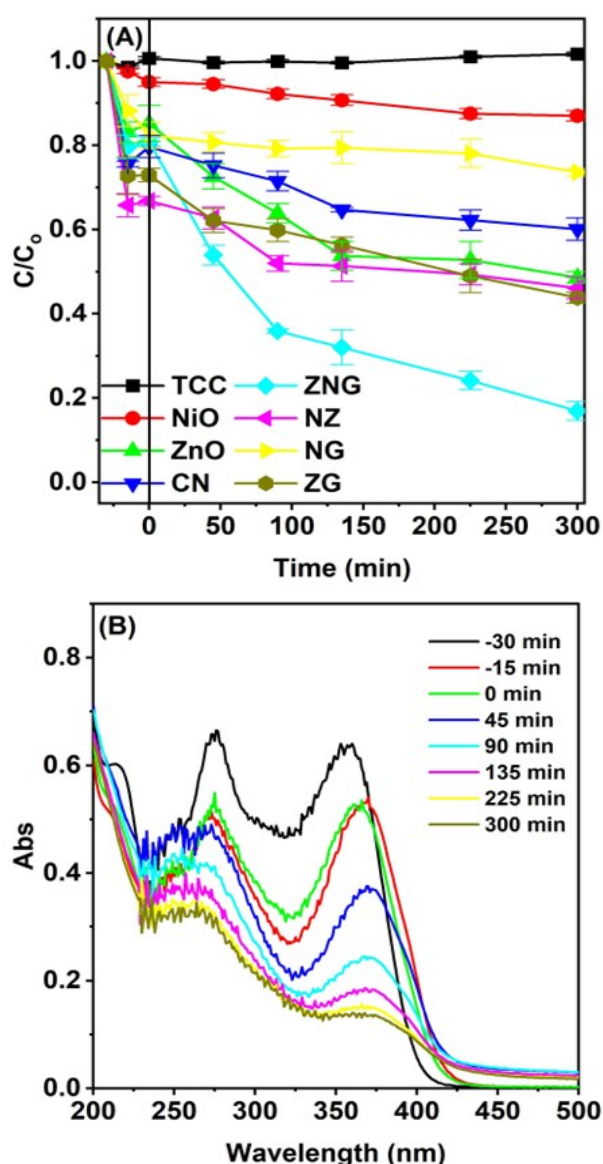 (A)
1.0
0.8
0.6
0.4
0.2
0.0
C/Co
TCC ZNG
NiO NZ
ZnO NG
CN ZG
0 50 100 150 200 250 300
Time (min)
(B)
-30 min
-15 min
0 min
45 min
90 min
135 min
225 min
300 min
0.8
0.6
0.4
0.2
0.0
Abs
200 250 300 350 400 450 500
Wavelength (nm)